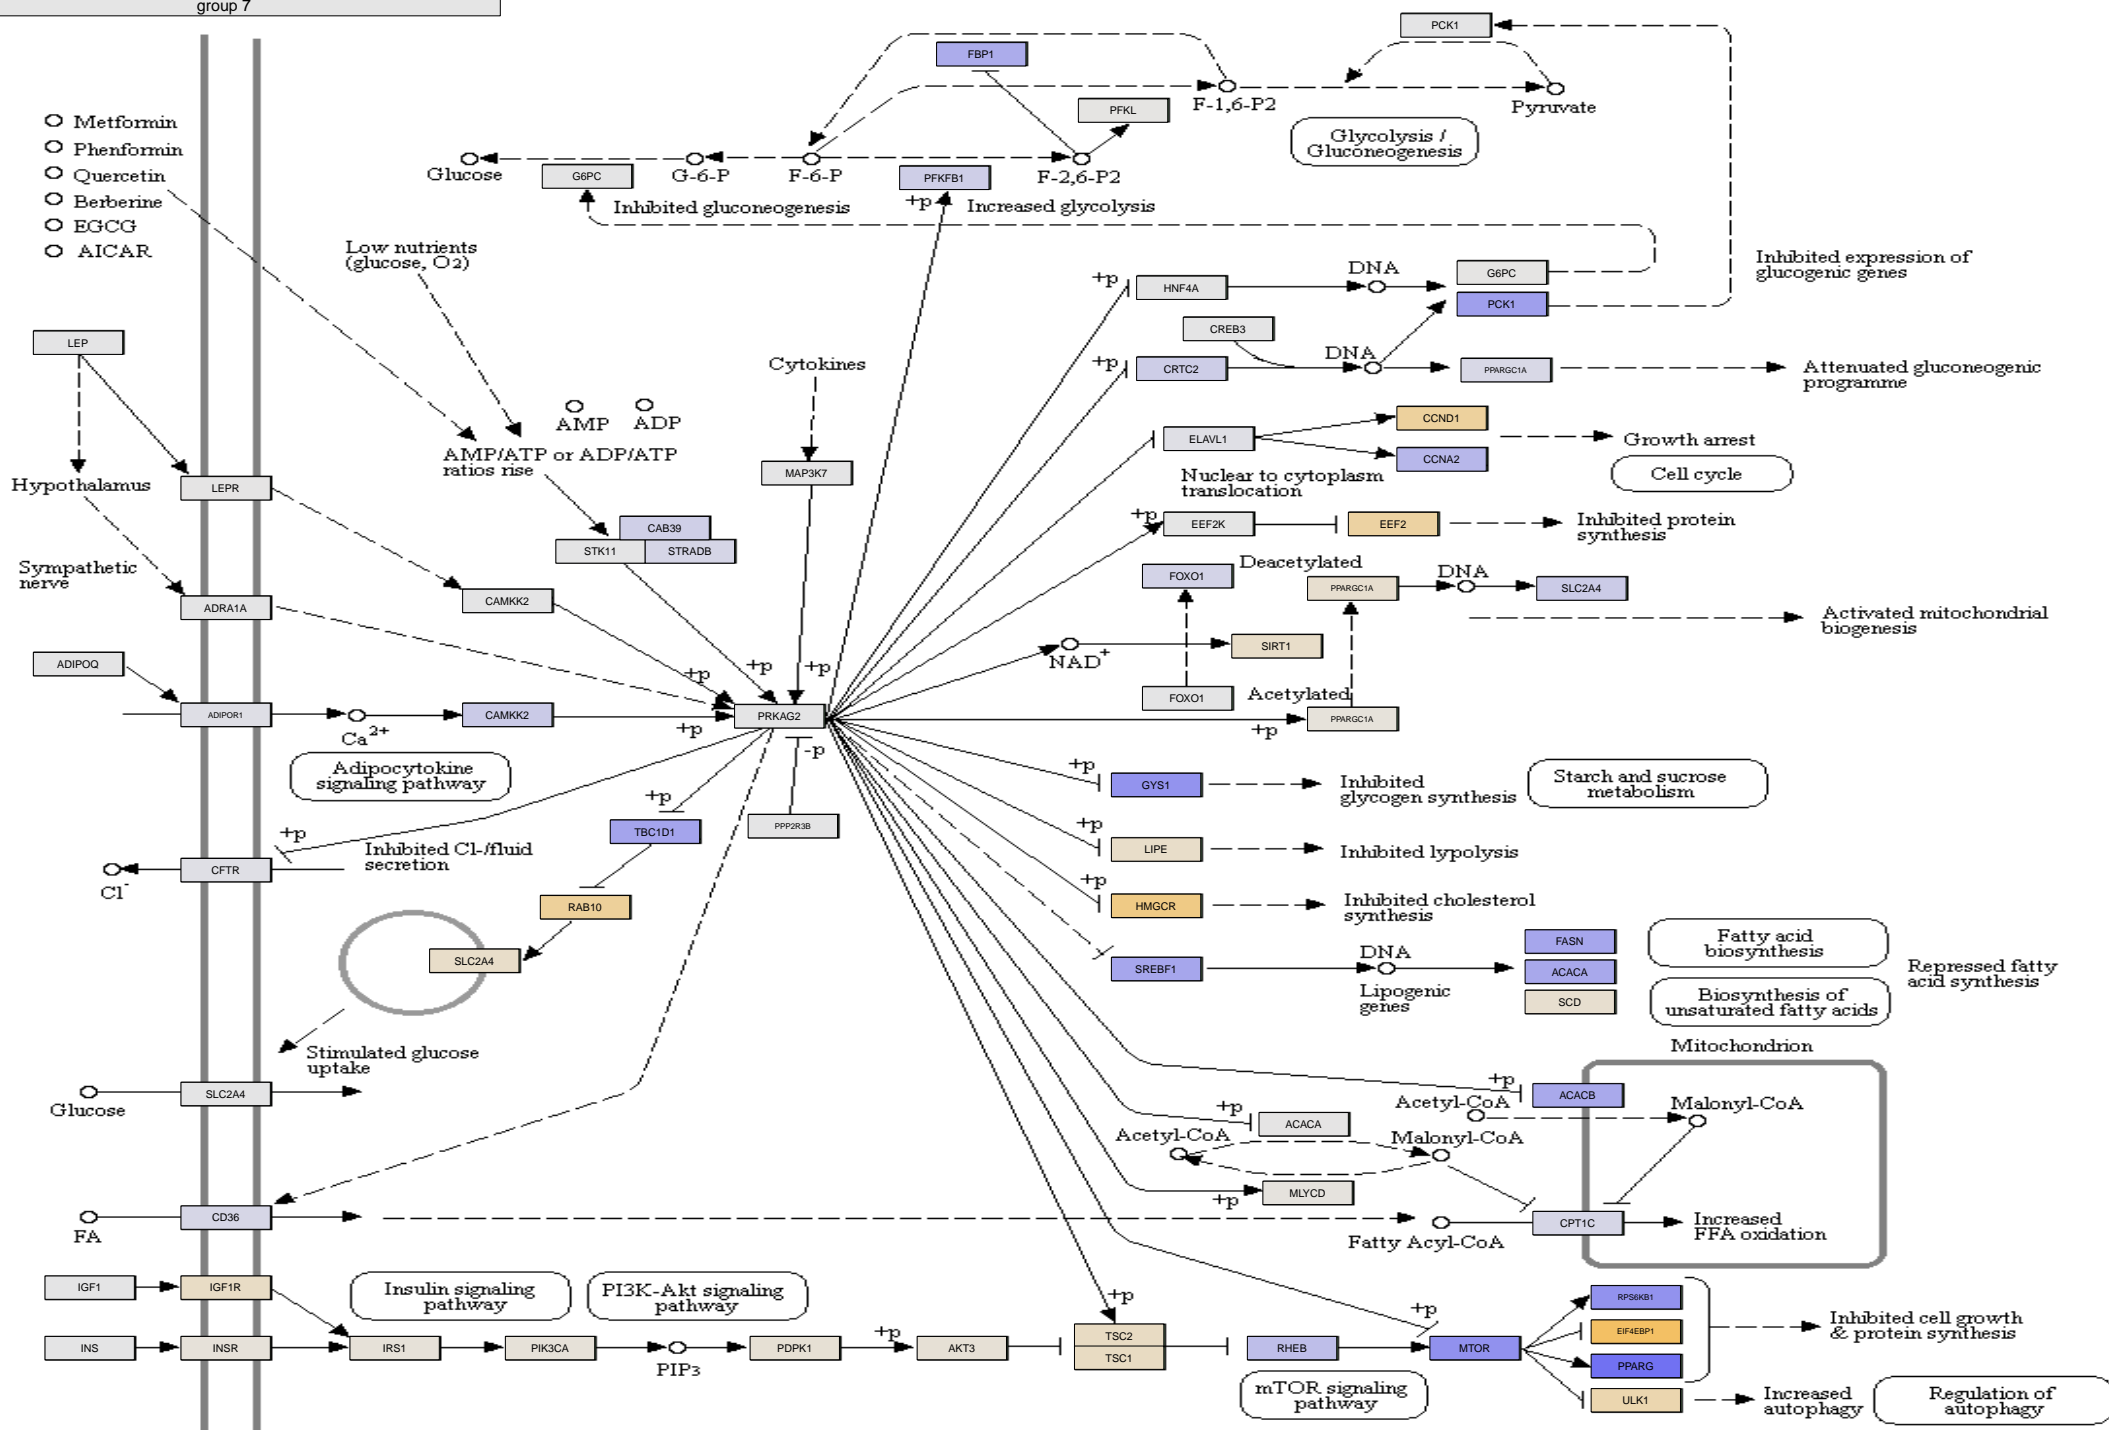 group 7
PCK1
FBP1
F-1,6-P2
Pyruvate
PFKL
Glycolysis /
Gluconeogenesis
Metformin
Phenformin
Quercetin
Berberine
EGCG
AICAR
Glucose
G6PC
G-6-P
F-6-P
PFKFB1
F-2,6-P2
+p
Inhibited gluconeogenesis
Increased glycolysis
Low nutrients
(glucose, O2)
+p
HNF4A
DNA
G6PC
PCK1
Inhibited expression of
glucogenic genes
CREB3
+p
CRTC2
DNA
PPARGC1A
Attenuated gluconeogenic
programme
LEP
Cytokines
AMP
ADP
AMP/ATP or ADP/ATP
ratios rise
MAP3K7
ELAVL1
CCND1
CCNA2
Growth arrest
Cell cycle
Nuclear to cytoplasm
translocation
Hypothalamus
LEPR
CAB39
STK11
STRADB
+p
EEF2K
EEF2
Inhibited protein
synthesis
Sympathetic
nerve
ADRA1A
CAMKK2
FOXO1
Deacetylated
PPARGC1A
DNA
SLC2A4
Activated mitochondrial
biogenesis
NAD+
SIRT1
FOXO1
Acetylated
PPARGC1A
+p
ADIPOQ
ADIPOR1
Ca2+
CAMKK2
+p
+p
+p
+p
PRKAG2
-p
Adipocytokine
signaling pathway
+p
TBC1D1
PPP2R3B
+p
GYS1
Inhibited
glycogen synthesis
Starch and sucrose
metabolism
+p
LIPE
Inhibited lypolysis
+p
HMGCR
Inhibited cholesterol
synthesis
+p
Inhibited Cl-/fluid
secretion
Cl-
CFTR
RAB10
SLC2A4
SREBF1
DNA
Lipogenic
genes
FASN
ACACA
SCD
Fatty acid
biosynthesis
Biosynthesis of
unsaturated fatty acids
Repressed fatty
acid synthesis
Stimulated glucose
uptake
Glucose
SLC2A4
Mitochondrion
+p
ACACB
Acetyl-CoA
Malonyl-CoA
+p
ACACA
Acetyl-CoA
Malonyl-CoA
+p
MLYCD
FA
CD36
Fatty Acyl-CoA
CPT1C
Increased
FFA oxidation
IGF1
IGF1R
Insulin signaling
pathway
PI3K-Akt signaling
pathway
INS
INSR
IRS1
PIK3CA
PIP3
PDPK1
+p
AKT3
+p
TSC2
TSC1
RHEB
+p
MTOR
mTOR signaling
pathway
RPS6KB1
EIF4EBP1
PPARG
ULK1
Inhibited cell growth
& protein synthesis
Increased
autophagy
Regulation of
autophagy